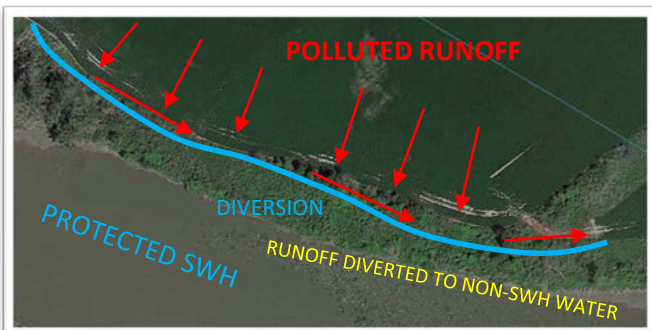 POLLUTED RUNOFF
DIVERSION
PROTECTED SWH
RUNOFF DIVERTED TO NON-SWH WATER